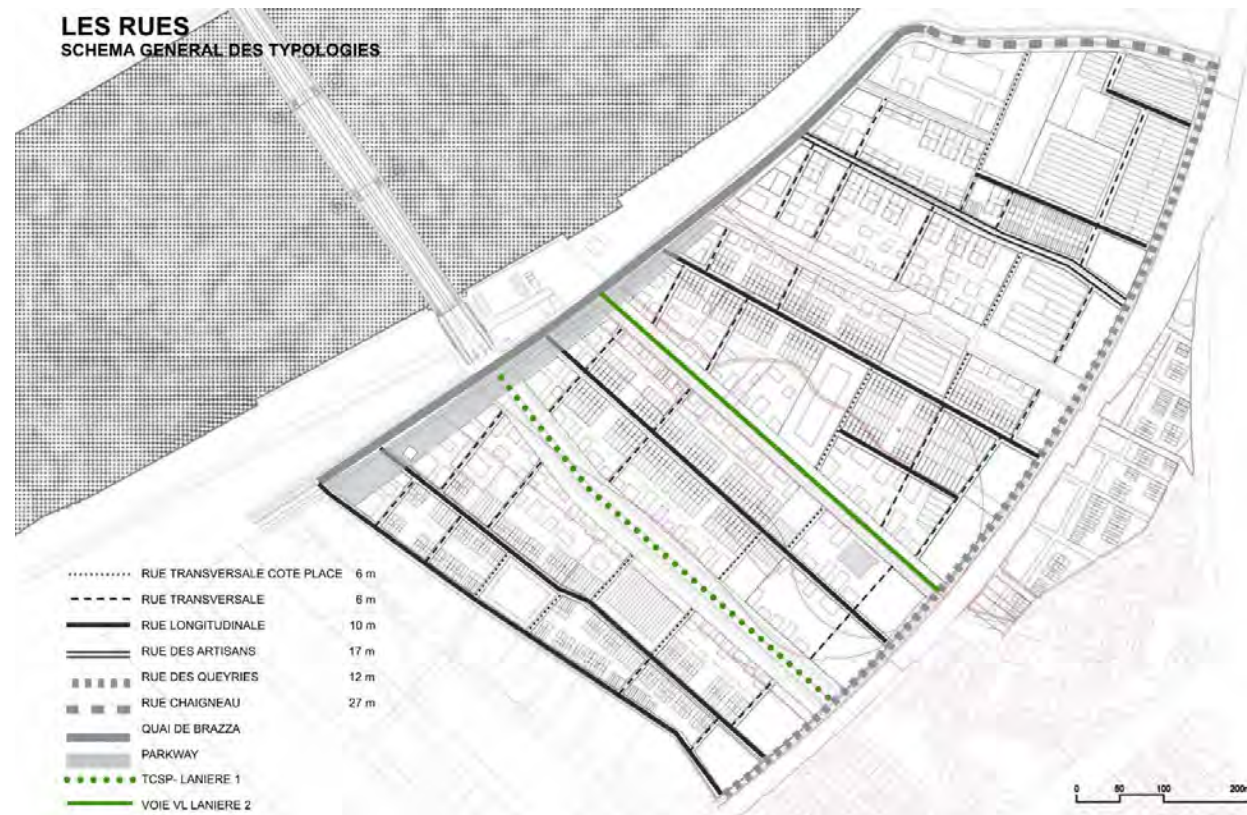 LES RUES
SCHEMA GENERAL DES TYPOLOGIES
RUE TRANSVERSALE COTE PLACE 6 m
RUE TRANSVERSALE 6 m
RUE LONGITUDINALE 10 m
RUE DES ARTISANS 17 m
RUE DES QUEYRIES 12 m
RUE CHAIGNEAU 27 m
QUAI DE BRAZZA
PARKWAY
TCSP- LANIERE 1
VOIE VL LANIERE 2
0 50 100 200m